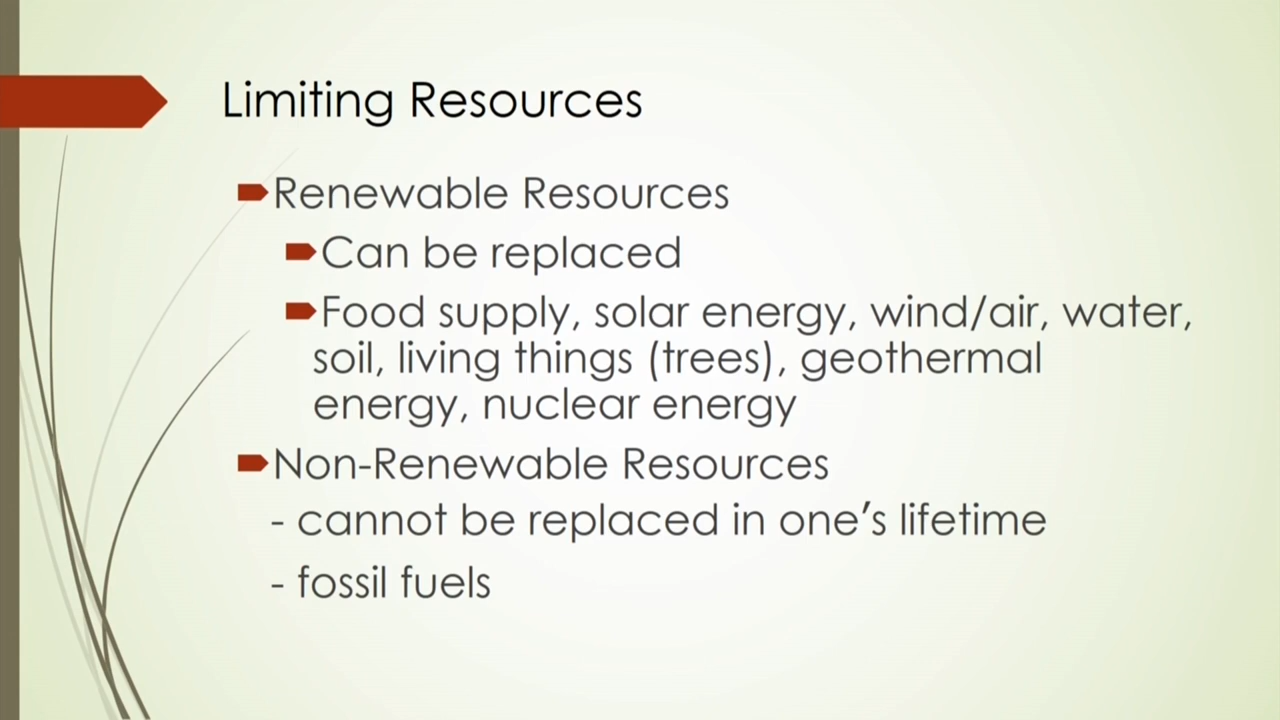 Limiting Resources
Renewable Resources
Can be replaced
Food supply, solar energy, wind/air, water,
soil, living things (trees), geothermal
energy, nuclear energy
Non-Renewable Resources
- cannot be replaced in one’s lifetime
- fossil fuels